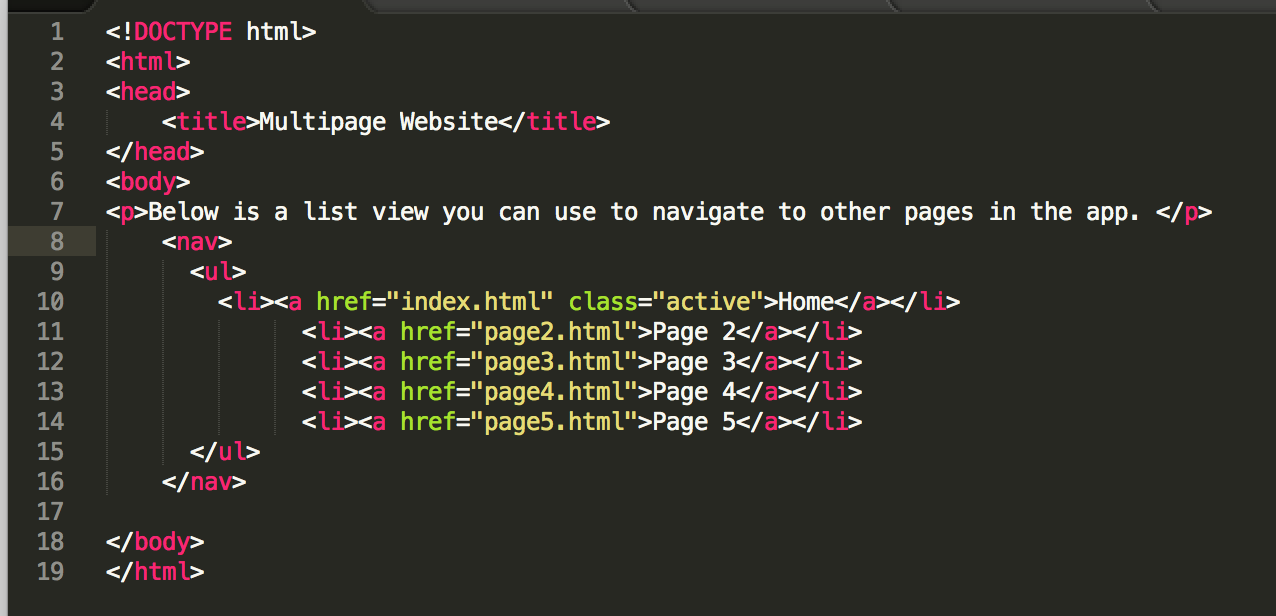 1 <!DOCTYPE html>
2 <html>
3 <head>
4     <title>Multipage Website</title>
5 </head>
6 <body>
7 <p>Below is a list view you can use to navigate to other pages in the app. </p>
8     <nav>
9       <ul>
10         <li><a href="index.html" class="active">Home</a></li>
11               <li><a href="page2.html">Page 2</a></li>
12               <li><a href="page3.html">Page 3</a></li>
13               <li><a href="page4.html">Page 4</a></li>
14               <li><a href="page5.html">Page 5</a></li>
15       </ul>
16     </nav>
17
18 </body>
19 </html>